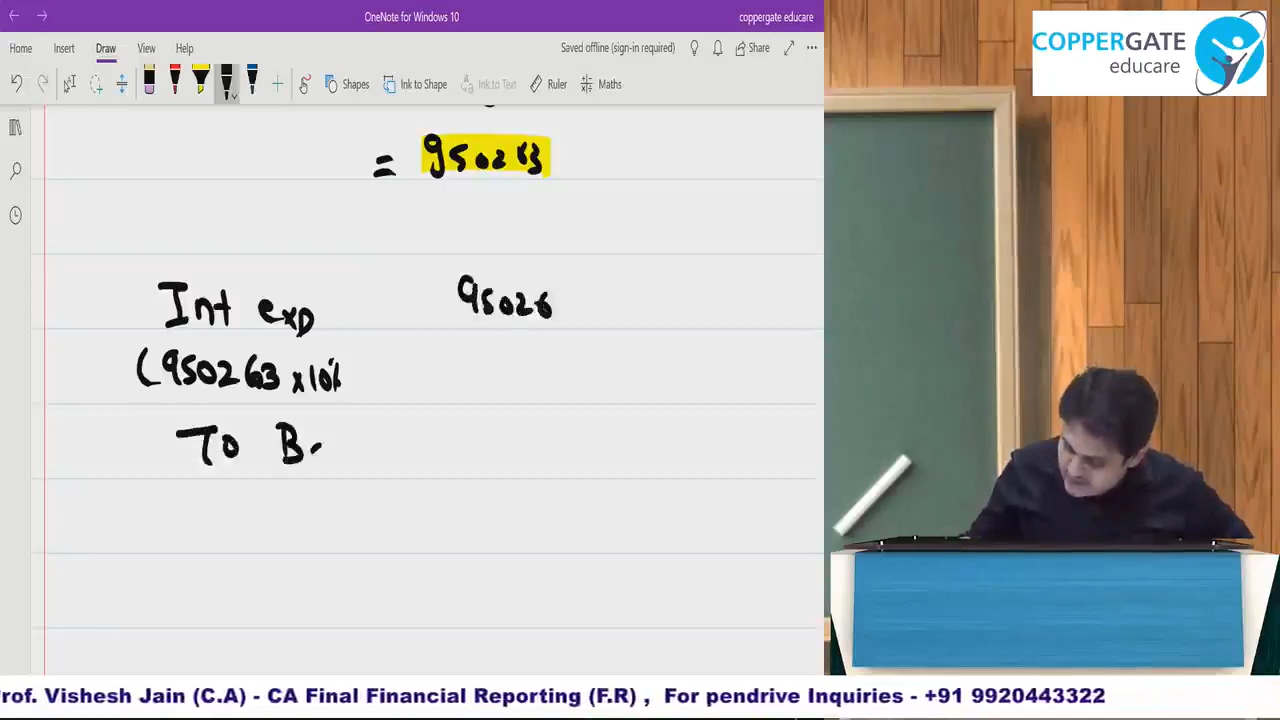 OneNote for Windows 10
coppergate educare
Home Insert Draw View Help
Saved offline (sign-in required)
Share
Shapes
Ink to Shape
Ink to Text
Ruler
Maths
COPPERGATE
educare
= 950263
Int exp 95026
(950263 x 10%
To B
Prof. Vishesh Jain (C.A) - CA Final Financial Reporting (F.R) , For pendrive Inquiries - +91 9920443322